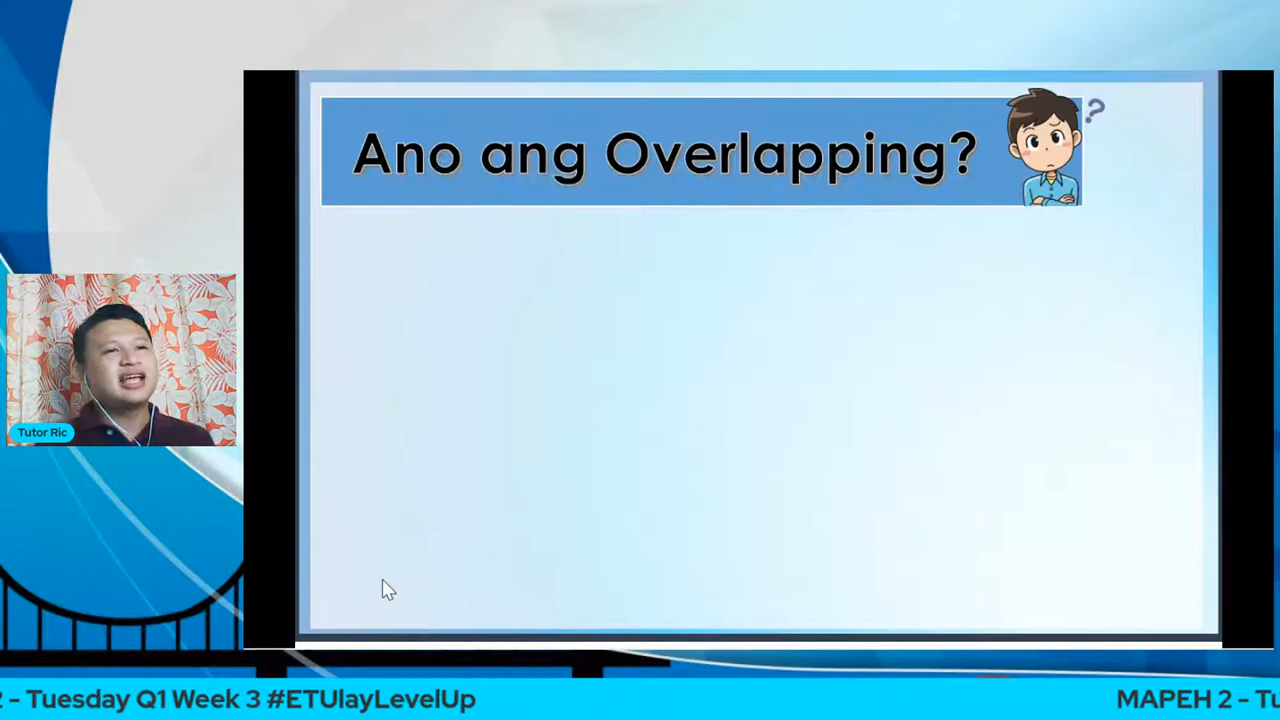 Ano ang Overlapping?
?
Tutor Ric
2 - Tuesday Q1 Week 3 #ETUlayLevelUp
MAPEH 2 - Tu